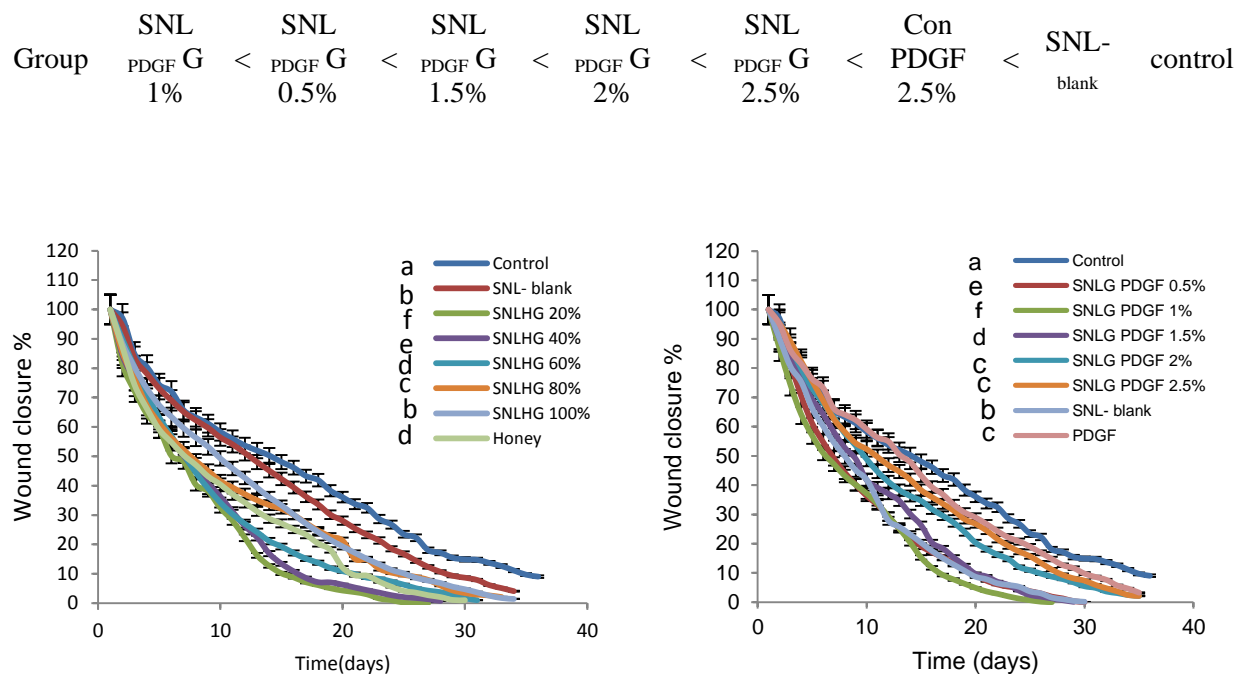 SNL SNL SNL SNL SNL Con
Group PDGF G < PDGF G < PDGF G < PDGF G < PDGF G < PDGF < SNL- blank control
1% 0.5% 1.5% 2% 2.5% 2.5%
Wound closure %
120
110
100
90
80
70
60
50
40
30
20
10
0
0 10 20 30 40
Time(days)
a Control
b SNL- blank
f SNLHG 20%
e SNLHG 40%
d SNLHG 60%
c SNLHG 80%
b SNLHG 100%
d Honey
Wound closure %
120
110
100
90
80
70
60
50
40
30
20
10
0
0 10 20 30 40
Time (days)
a Control
e SNLG PDGF 0.5%
f SNLG PDGF 1%
d SNLG PDGF 1.5%
c SNLG PDGF 2%
c SNLG PDGF 2.5%
b SNL- blank
c PDGF